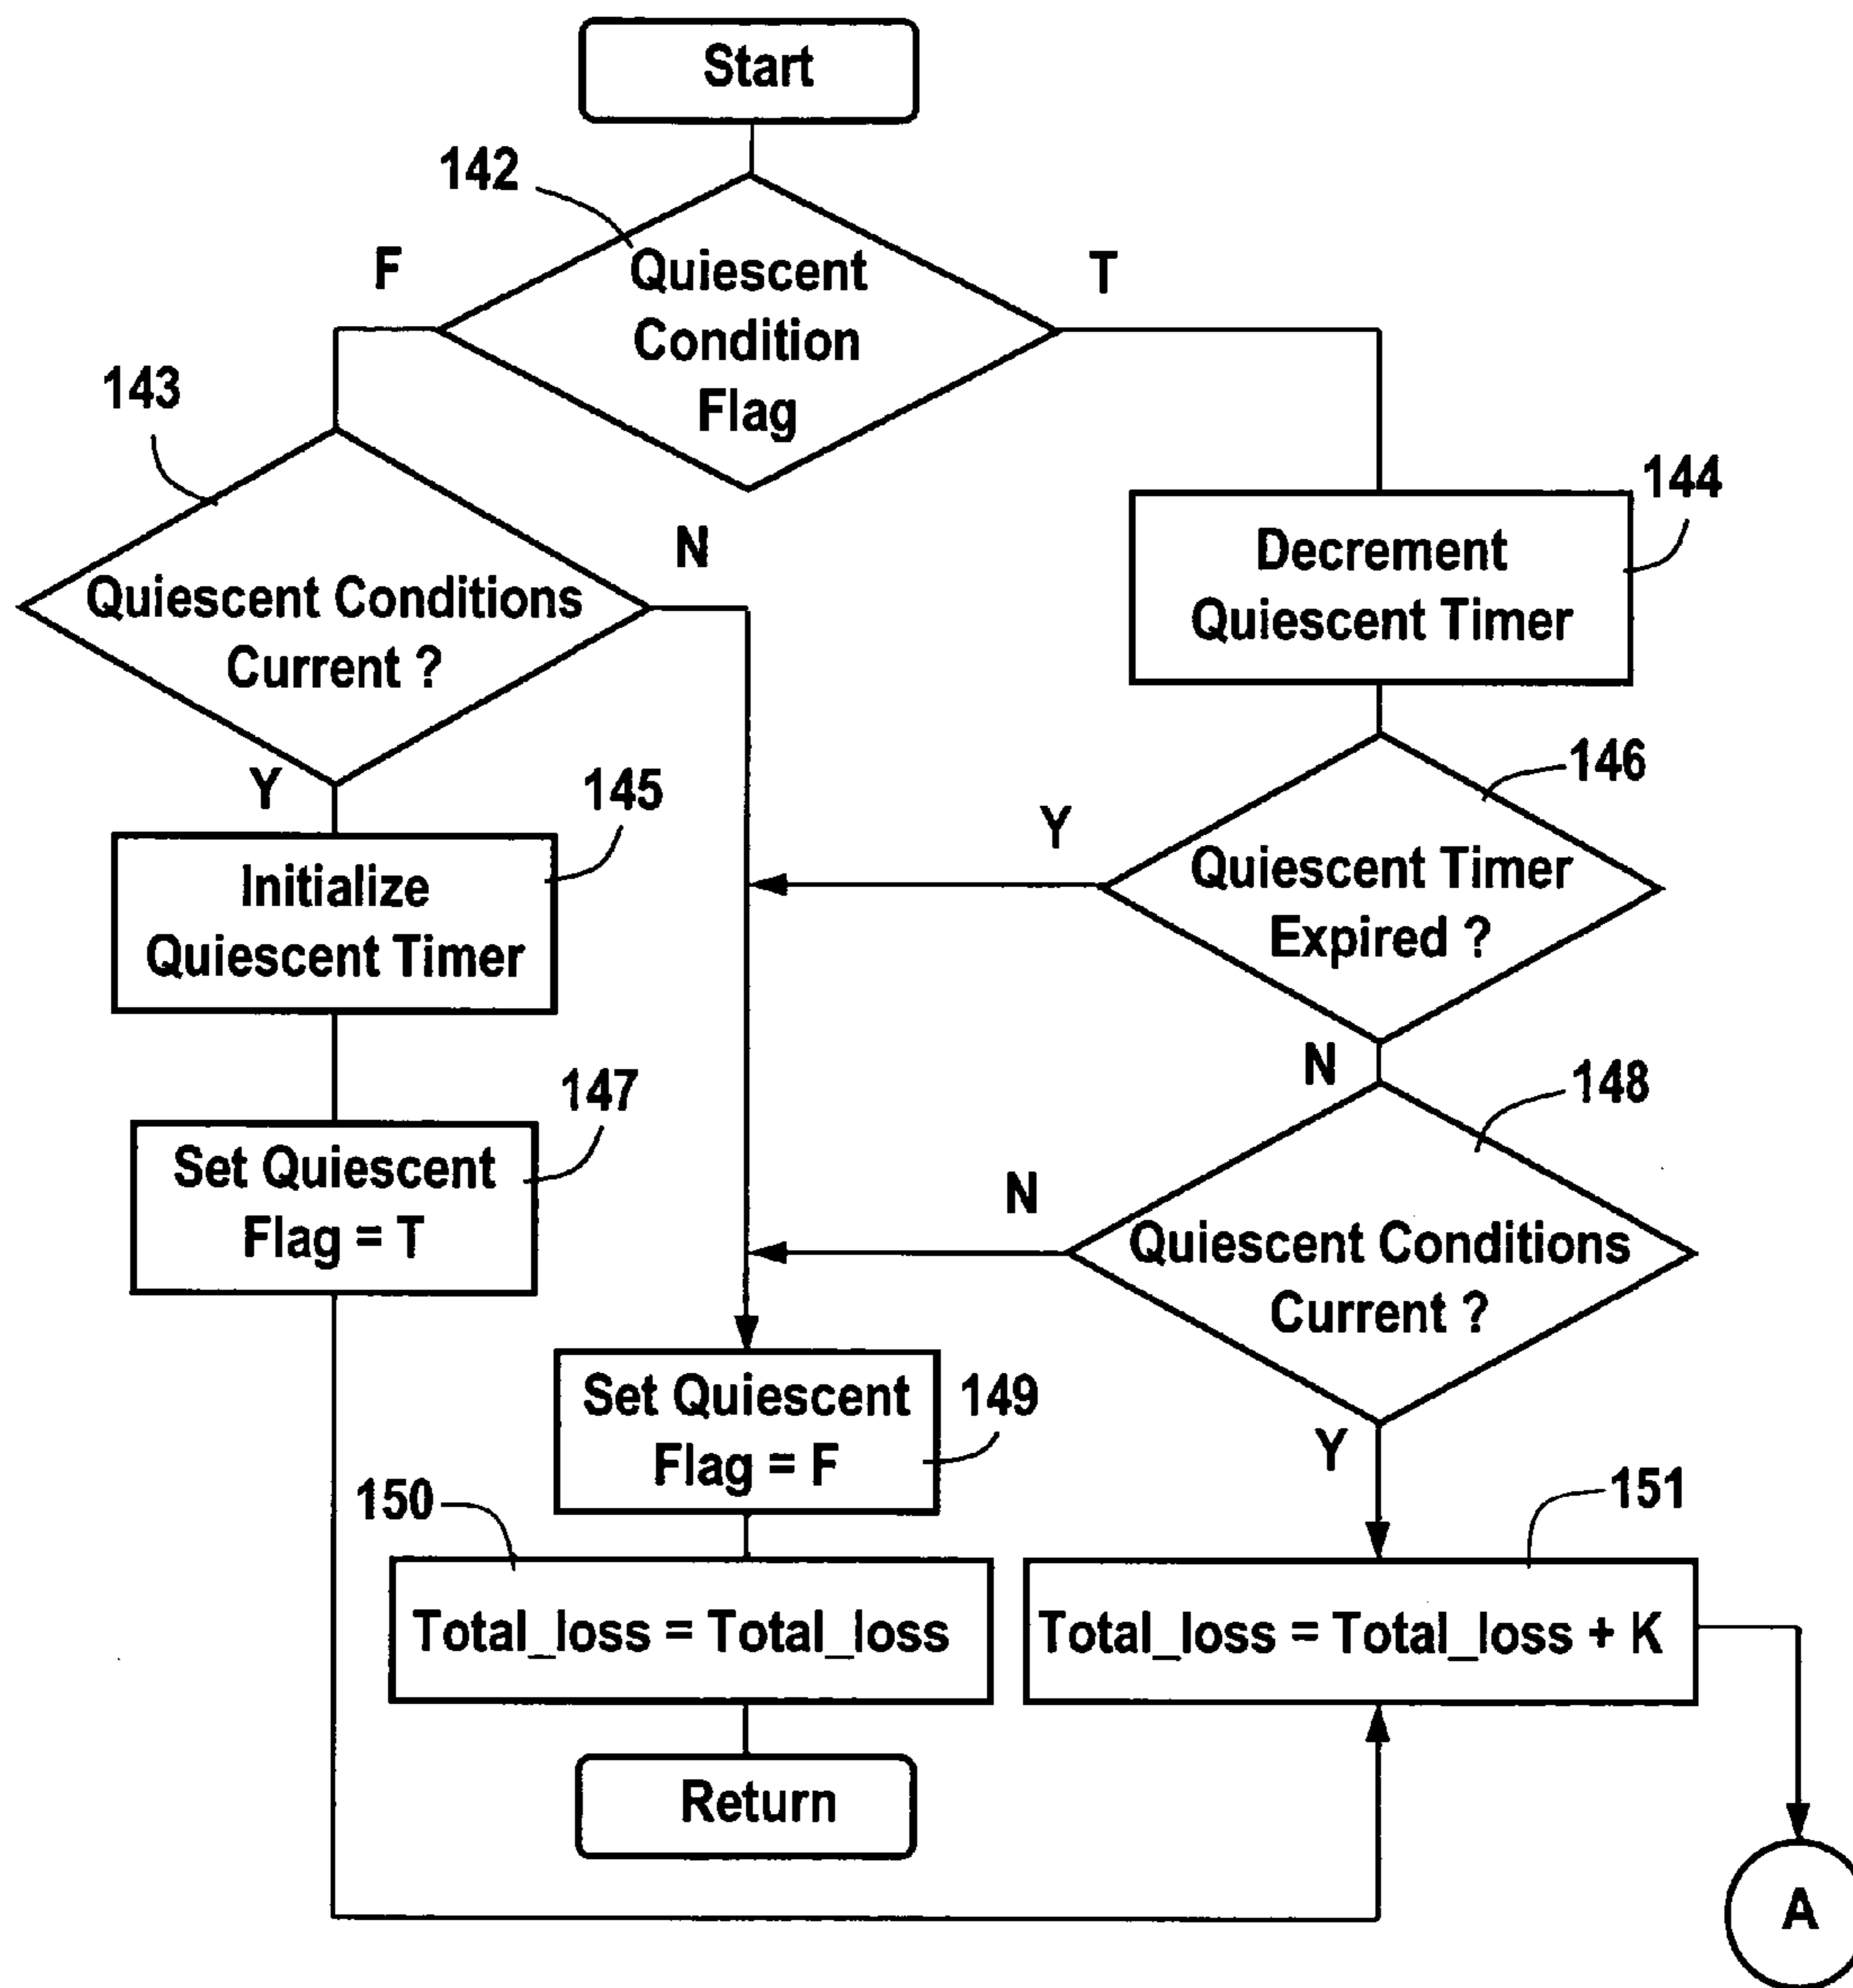 Start
142
F
T
Quiescent
Condition
Flag
143
N
Quiescent Conditions
Current ?
144
Decrement
Quiescent Timer
Y
145
Initialize
Quiescent Timer
146
Y
Quiescent Timer
Expired ?
N
147
Set Quiescent
Flag = T
148
N
Quiescent Conditions
Current ?
Y
Set Quiescent
Flag = F
149
150
Total_loss = Total_loss
151
Total_loss = Total_loss + K
Return
A